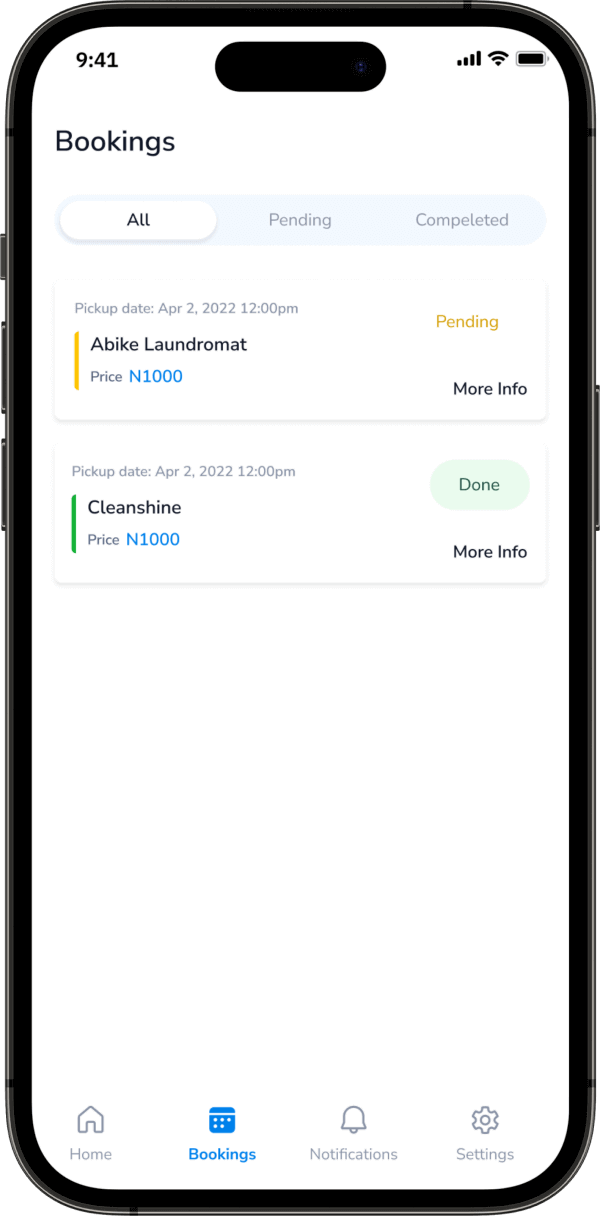 9:41
Bookings
All Pending Compeleted
Pickup date: Apr 2, 2022 12:00pm
Pending
Abike Laundromat
Price N1000
More Info
Pickup date: Apr 2, 2022 12:00pm
Done
Cleanshine
Price N1000
More Info
Home Bookings Notifications Settings